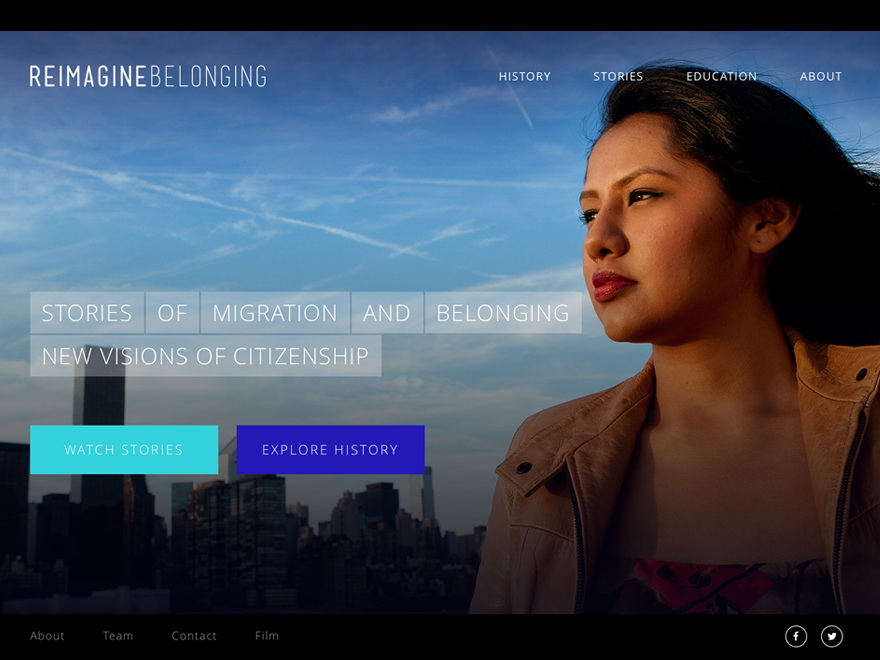 REIMAGINEBELONGING
HISTORY STORIES EDUCATION ABOUT
STORIES OF MIGRATION AND BELONGING
NEW VISIONS OF CITIZENSHIP
WATCH STORIES EXPLORE HISTORY
About Team Contact Film